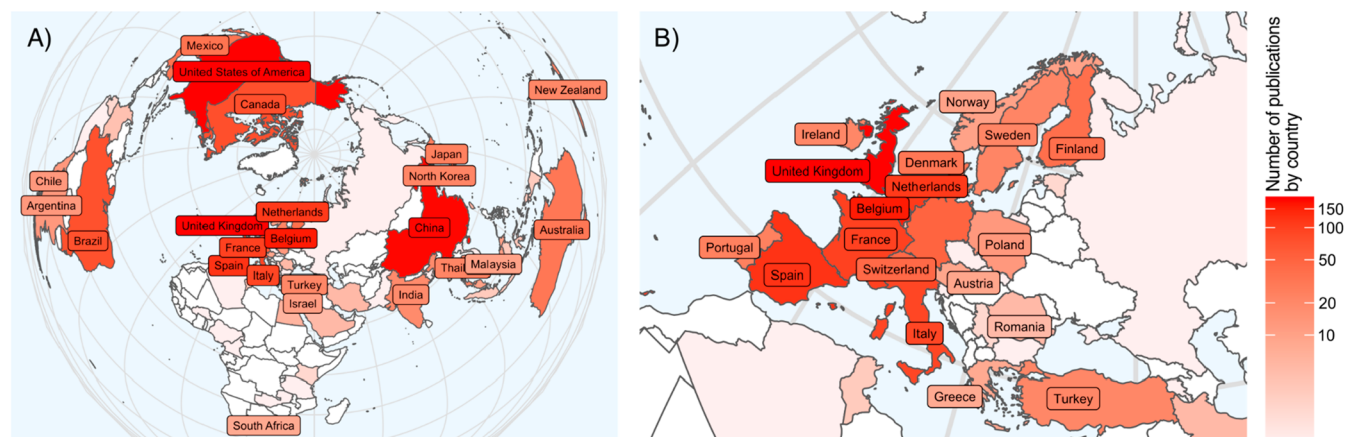 A)
Mexico
United States of America
Canada
New Zealand
Japan
North Korea
Chile
Argentina
Brazil
Netherlands
United Kingdom
Belgium
China
Australia
France
Spain
Italy
Thail
Malaysia
Turkey
India
Israel
South Africa
B)
Norway
Ireland
Sweden
Finland
United Kingdom
Denmark
Netherlands
Belgium
France
Portugal
Poland
Spain
Switzerland
Austria
Romania
Italy
Greece
Turkey
Number of publications
by country
150
100
50
20
10